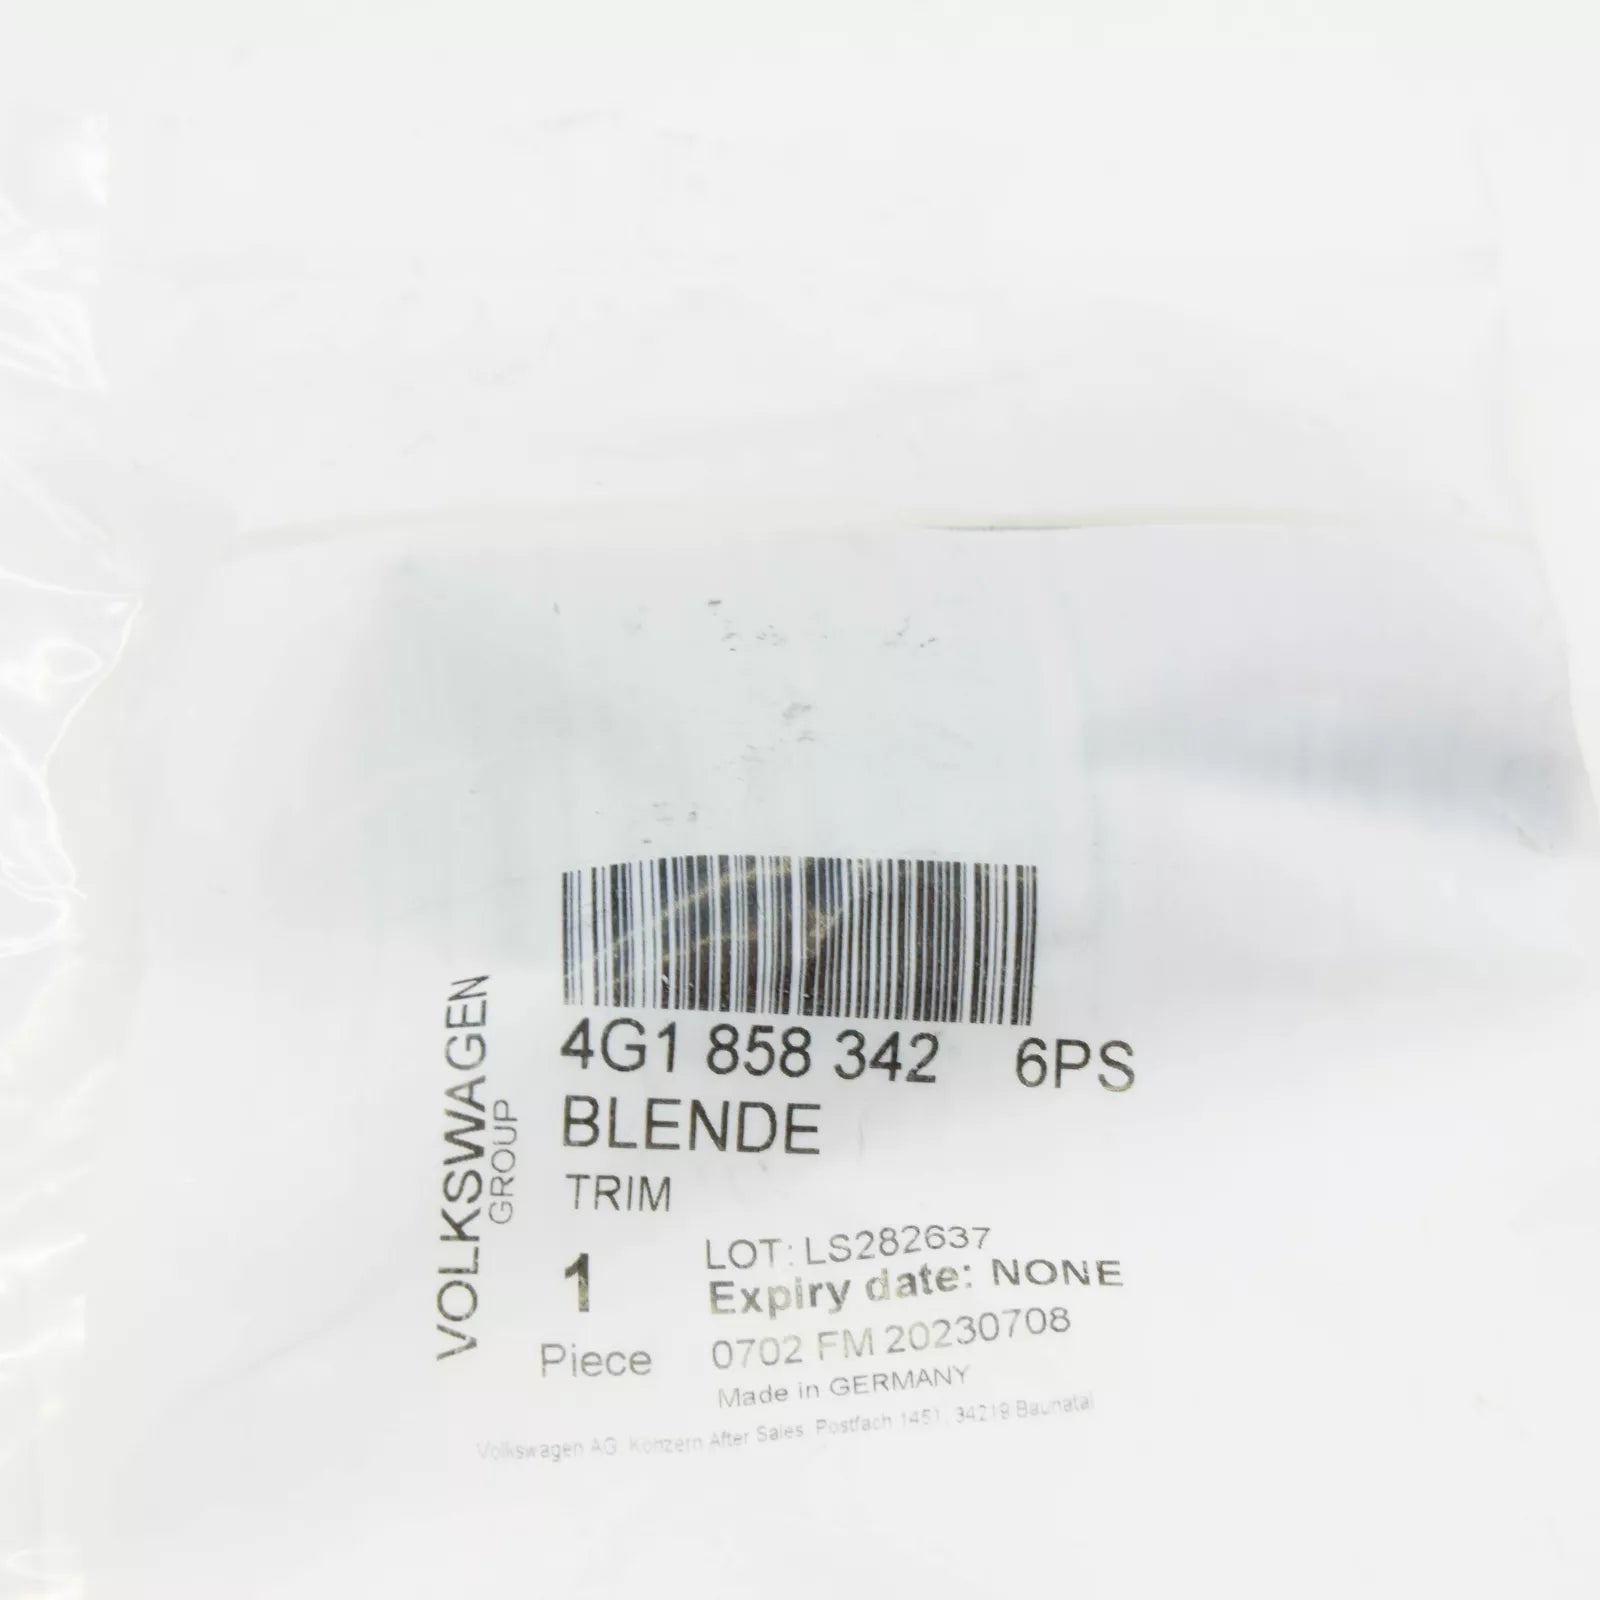 VOLKSWAGEN
GROUP
4G1 858 342 6PS
BLENDE
TRIM
1
Piece
LOT: LS282637
Expiry date: NONE
0702 FM 20230708
Made in GERMANY
Volkswagen AG, Konzern After Sales, Postfach 1451, 34219 Baunatal